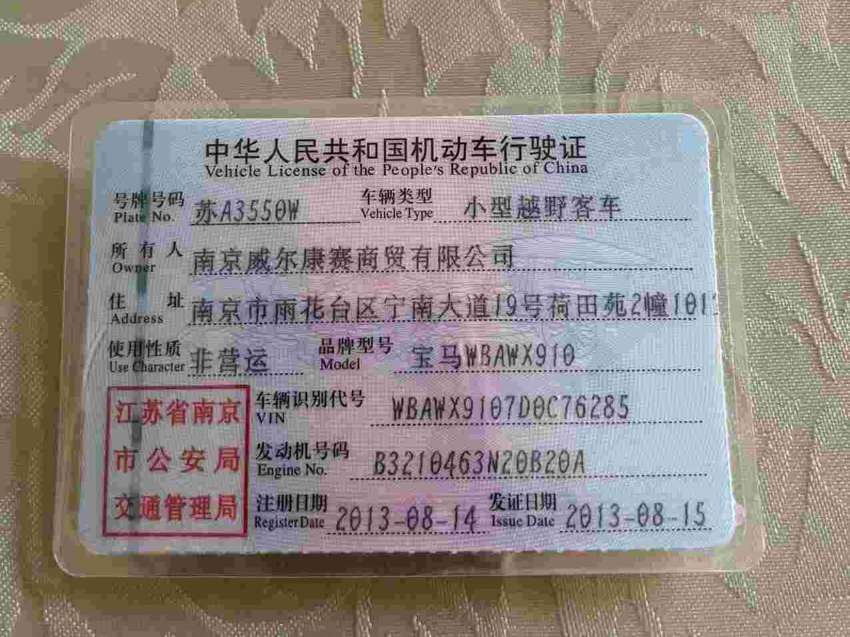 中华人民共和国机动车行驶证
Vehicle License of the People's Republic of China
号牌号码 苏A3550W 车辆类型 小型越野客车
Plate No. Vehicle Type
所有人 南京威尔康赛商贸有限公司
Owner
住址 南京市雨花台区宁南大道19号荷田苑2幢101
Address
使用性质 非营运 品牌型号 宝马WBAWX910
Use Character Model
江苏省南京
市公安局
交通管理局
车辆识别代号 WBAWX9107D0C76285
VIN
发动机号码 B3210463N20B20A
Engine No.
注册日期 2013-08-14 发证日期 2013-08-15
Register Date Issue Date